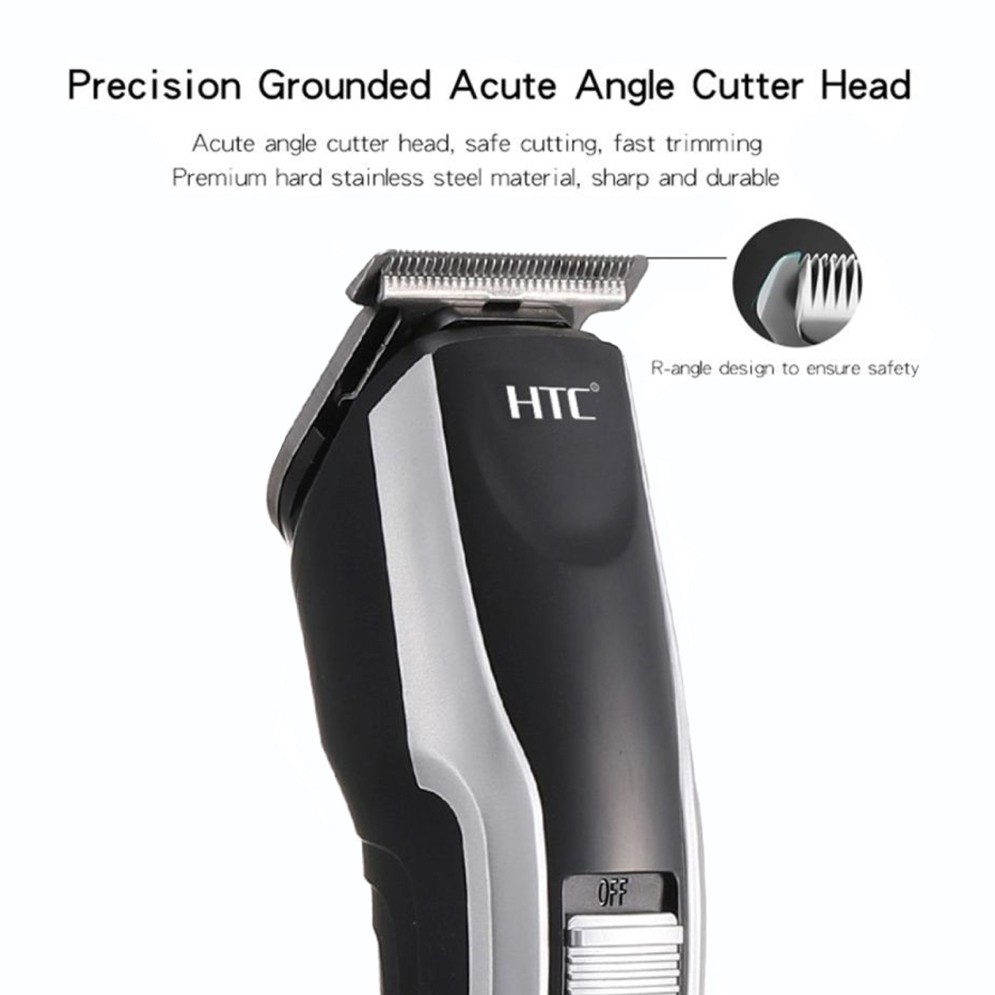 Precision Grounded Acute Angle Cutter Head
Acute angle cutter head, safe cutting, fast trimming
Premium hard stainless steel material, sharp and durable
R-angle design to ensure safety
HTC®
OFF